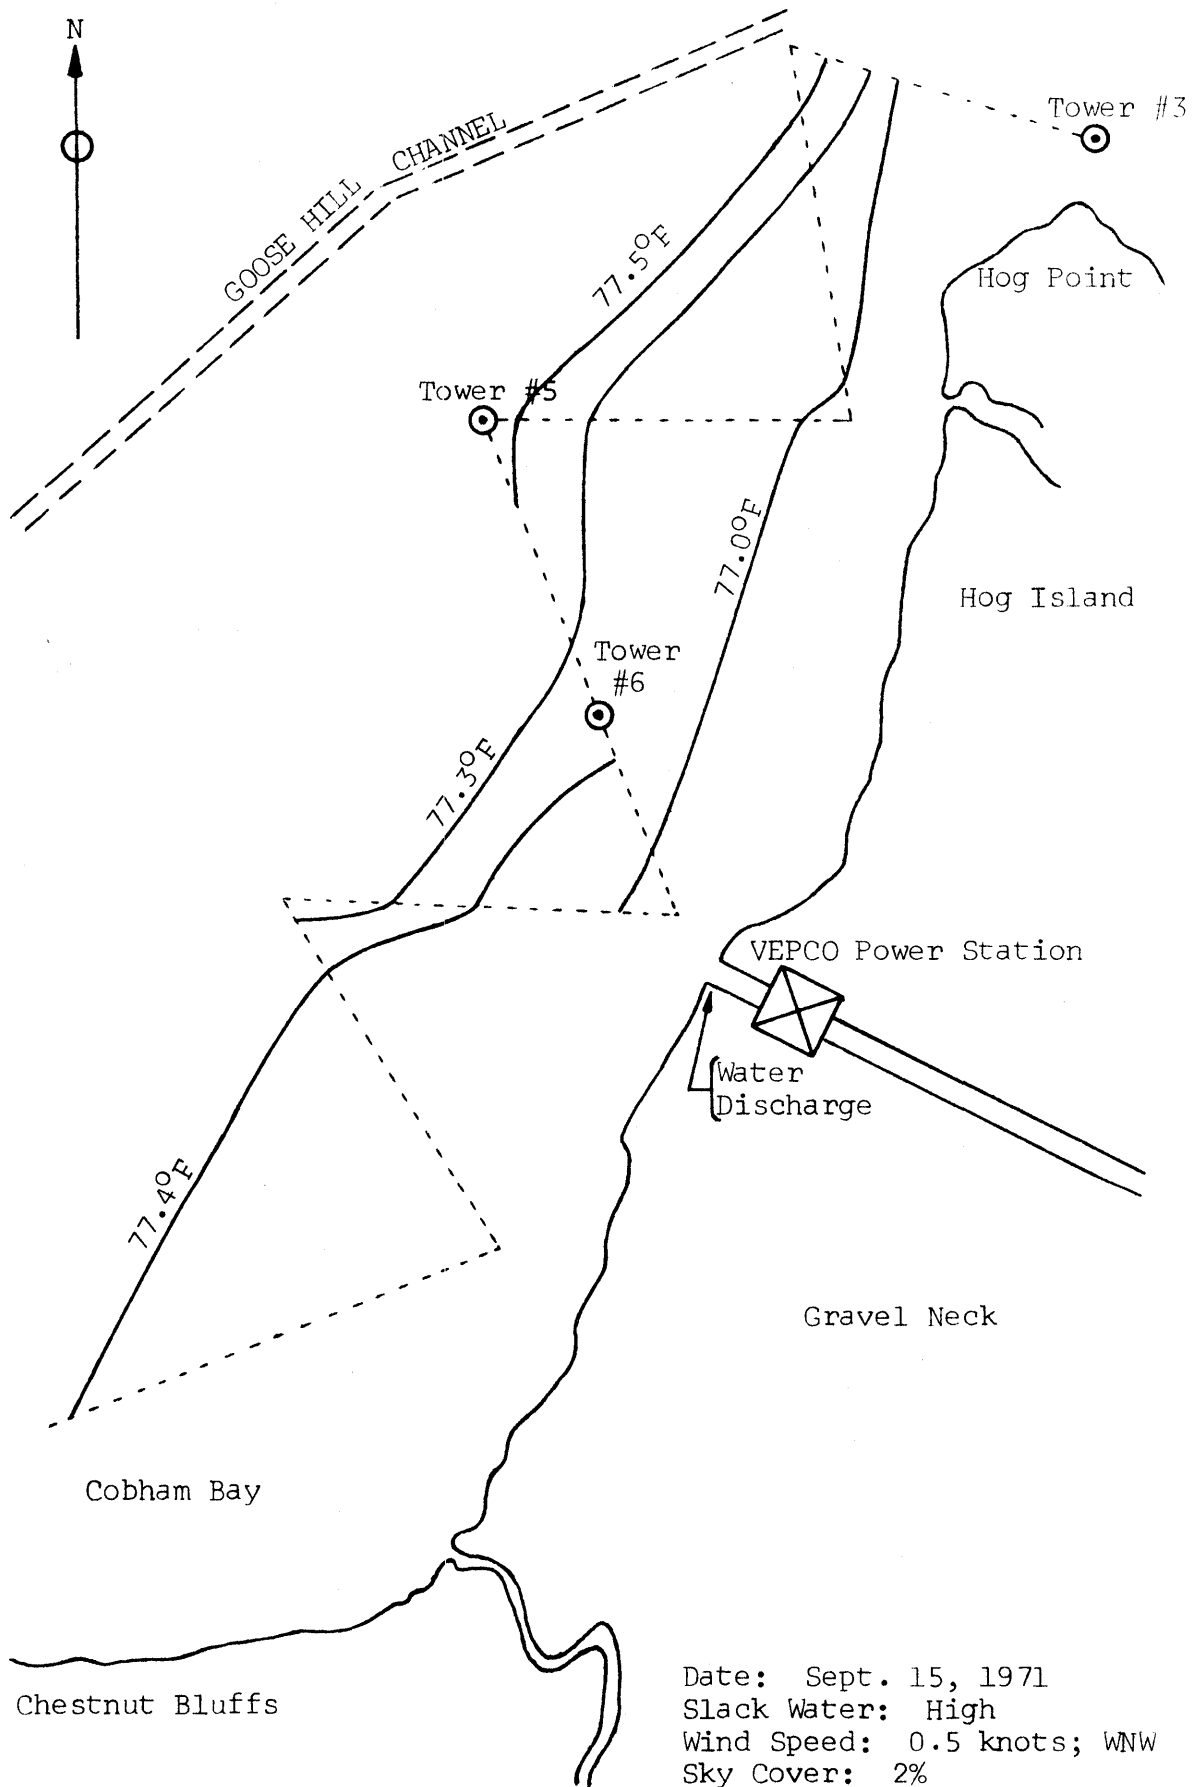 N
Tower #3
GOOSE HILL CHANNEL
77.5°F
Hog Point
Tower #5
77.0°F
Hog Island
Tower
#6
77.3°F
VEPCO Power Station
Water
Discharge
77.4°F
Gravel Neck
Cobham Bay
Chestnut Bluffs
Date: Sept. 15, 1971
Slack Water: High
Wind Speed: 0.5 knots; WNW
Sky Cover: 2%